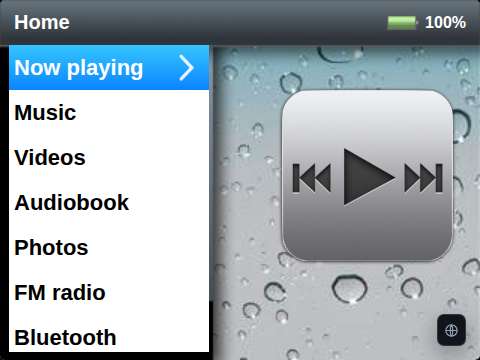 Home
100%
Now playing
Music
Videos
Audiobook
Photos
FM radio
Bluetooth